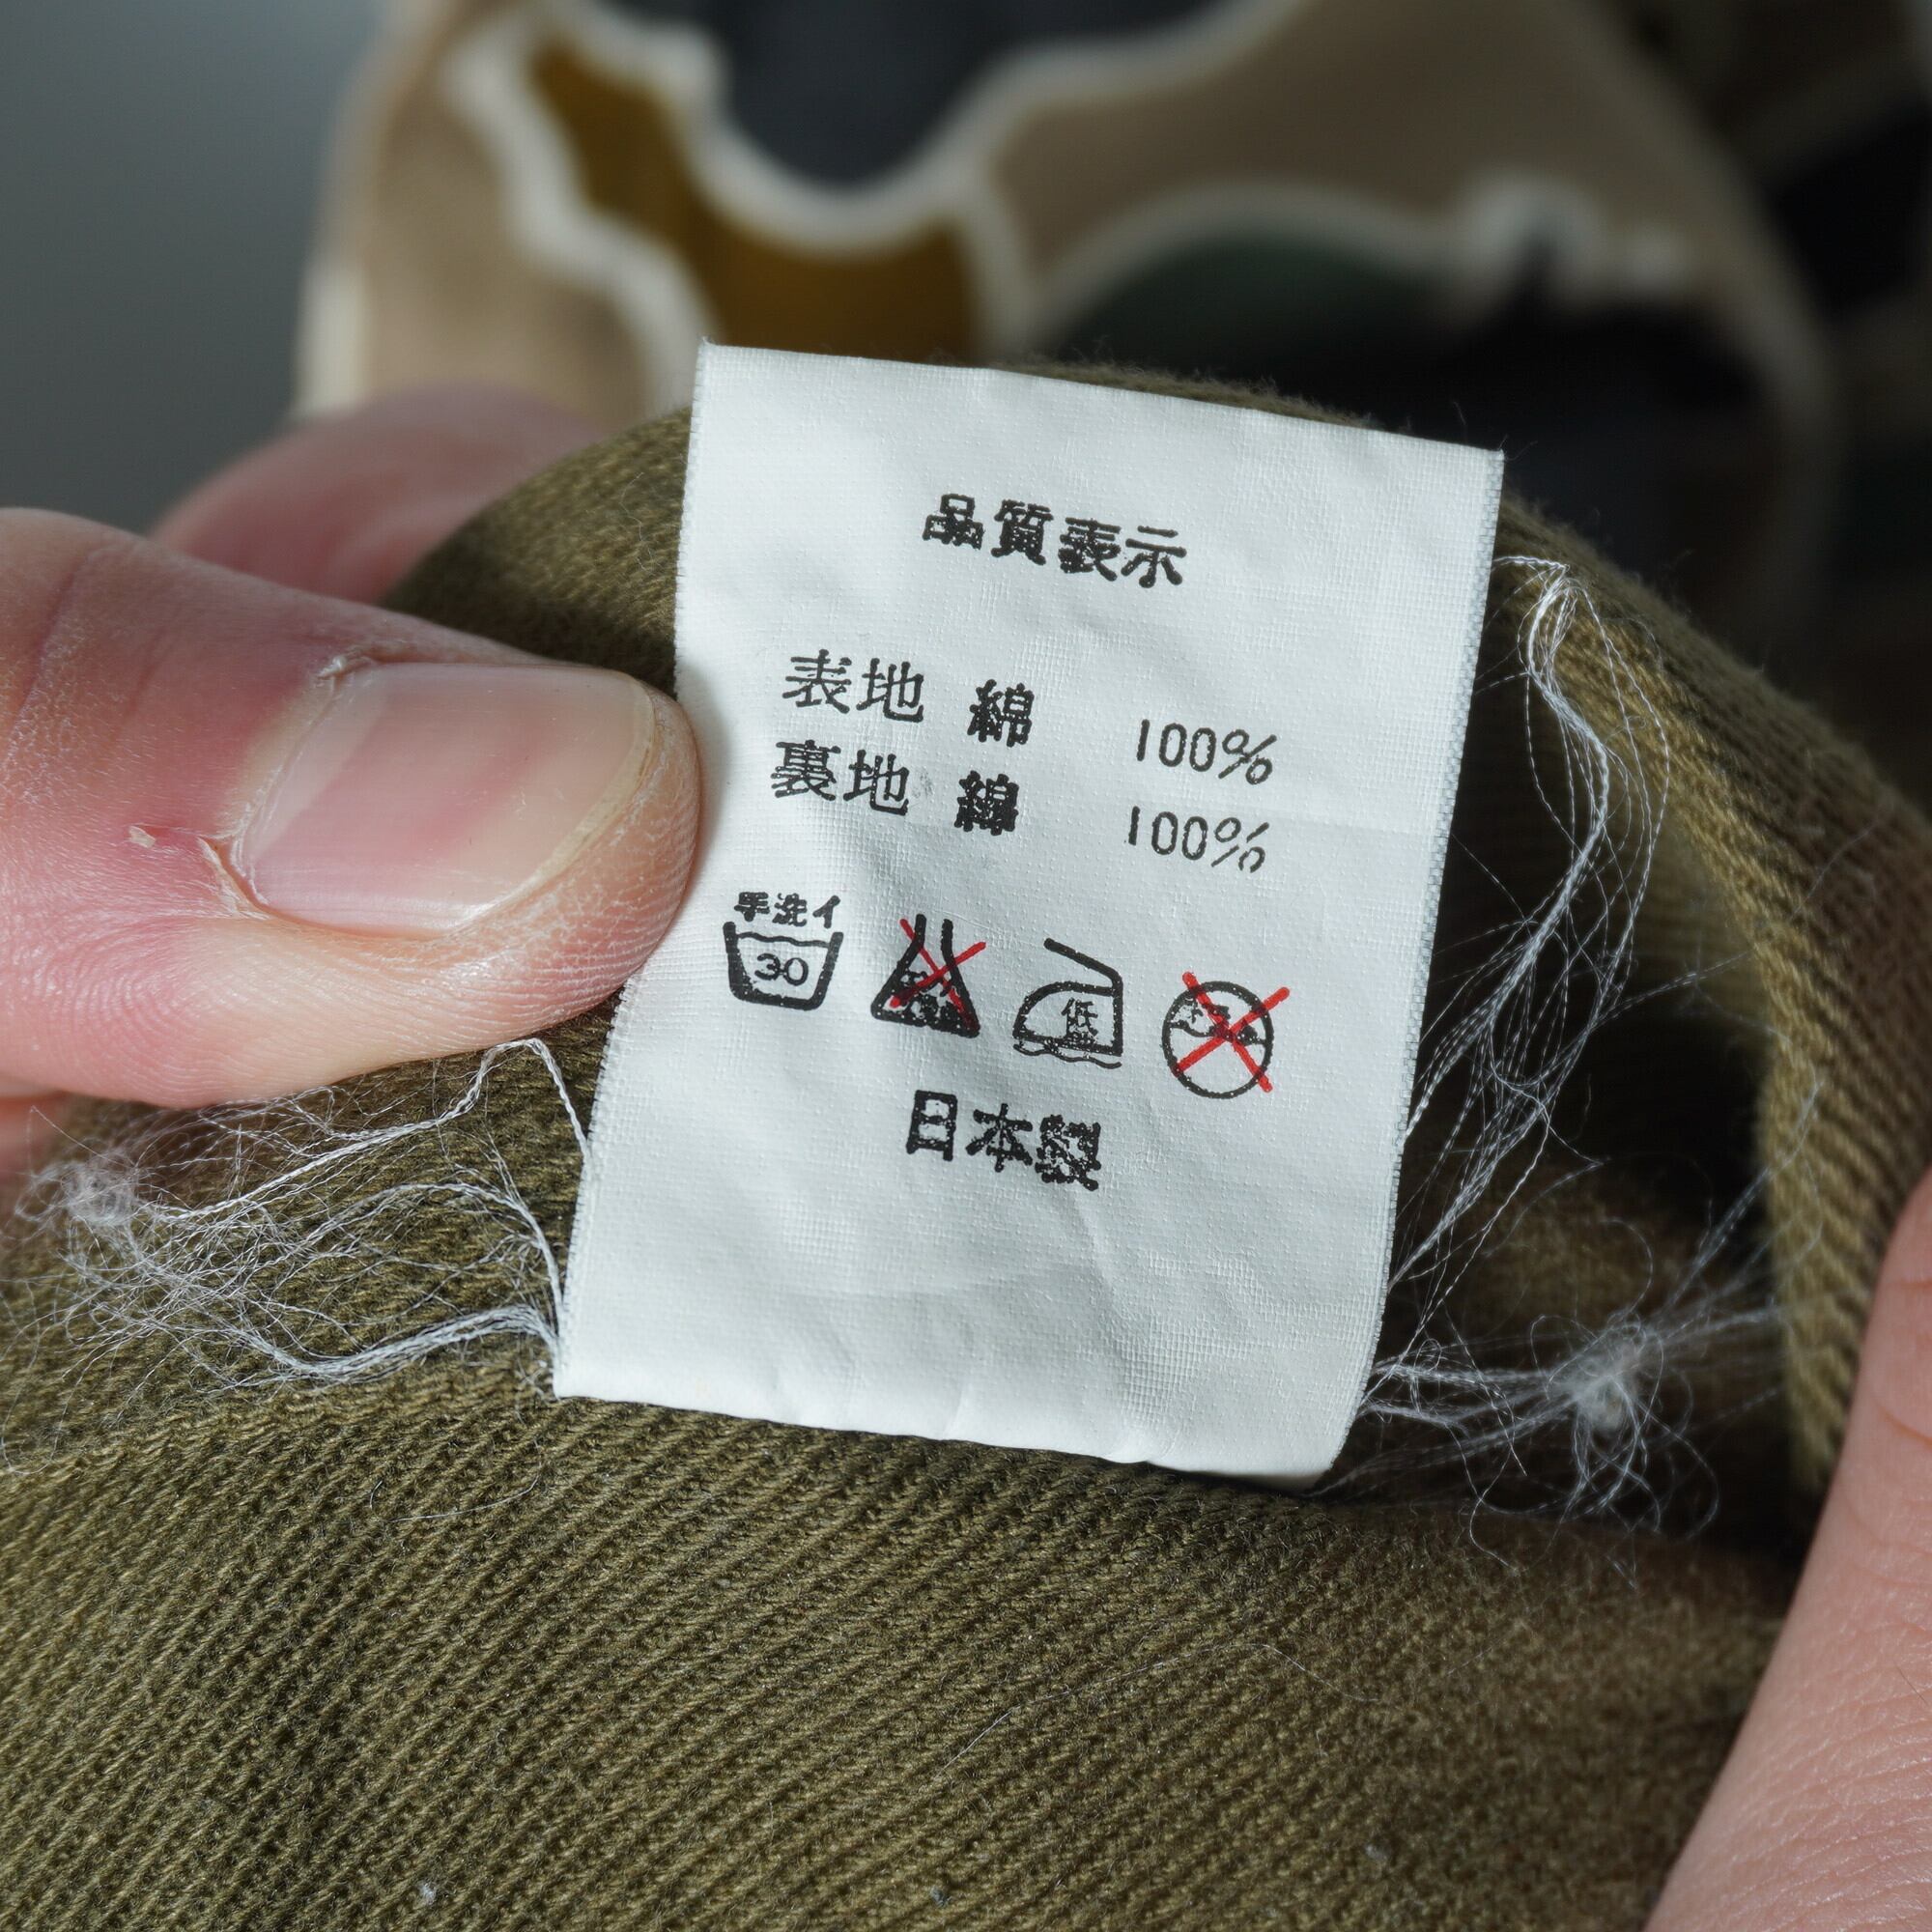 品質表示
表地 綿 100%
裏地 綿 100%
手洗イ
30
低
日本製